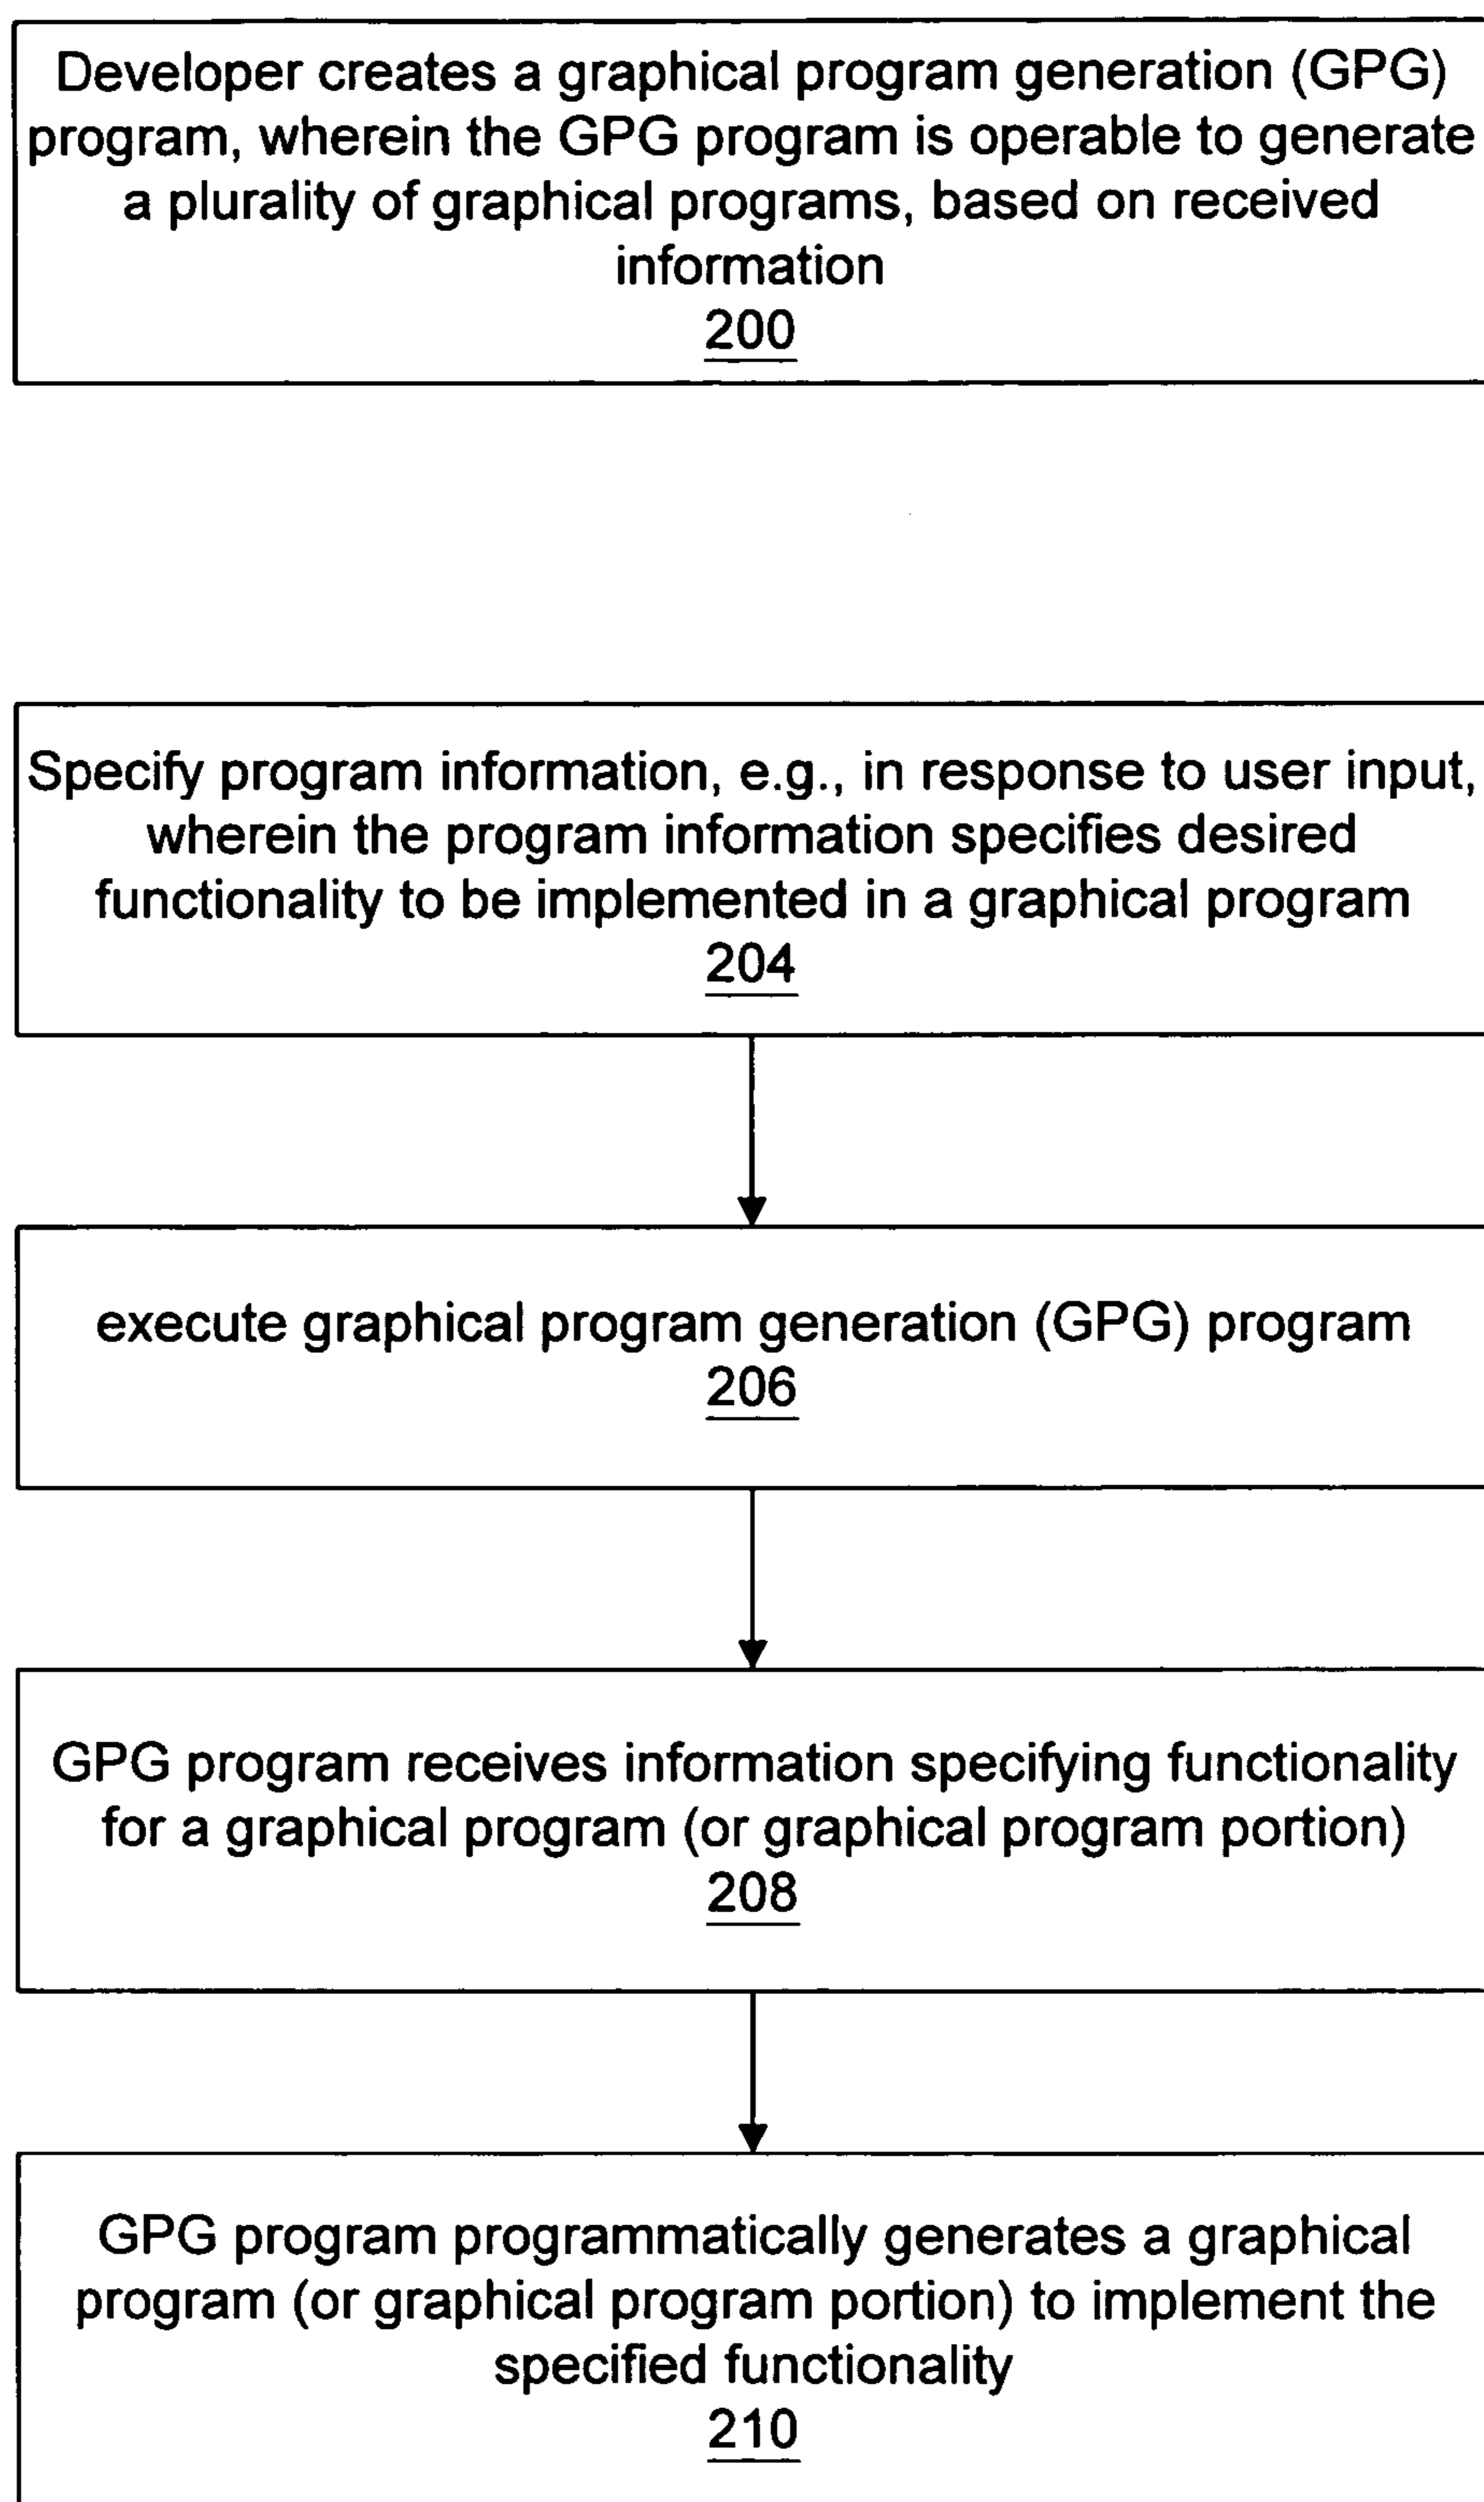 Developer creates a graphical program generation (GPG)
program, wherein the GPG program is operable to generate
a plurality of graphical programs, based on received
information
200
Specify program information, e.g., in response to user input,
wherein the program information specifies desired
functionality to be implemented in a graphical program
204
execute graphical program generation (GPG) program
206
GPG program receives information specifying functionality
for a graphical program (or graphical program portion)
208
GPG program programmatically generates a graphical
program (or graphical program portion) to implement the
specified functionality
210